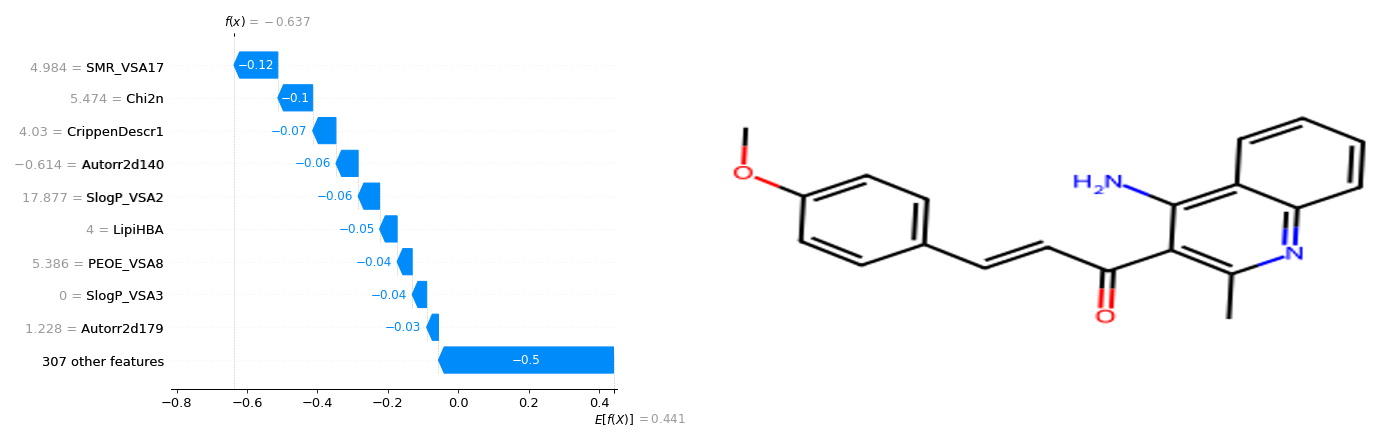 f(x) = −0.637
4.984 = SMR_VSA17
−0.12
5.474 = Chi2n
−0.1
4.03 = CrippenDescr1
−0.07
−0.614 = Autorr2d140
−0.06
17.877 = SlogP_VSA2
−0.06
4 = LipiHBA
−0.05
5.386 = PEOE_VSA8
−0.04
0 = SlogP_VSA3
−0.04
1.228 = Autorr2d179
−0.03
307 other features
−0.5
−0.8 −0.6 −0.4 −0.2 0.0 0.2 0.4
E[f(X)] = 0.441
O
H2N
N
O